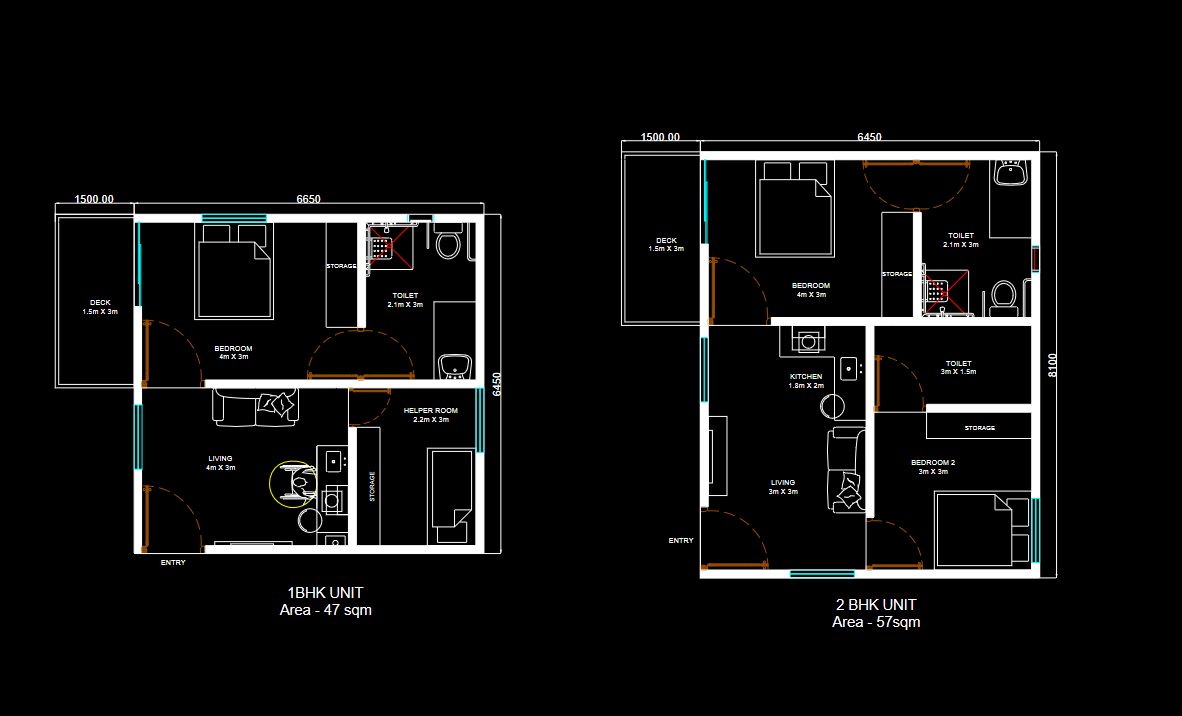 1500.00
6650
DECK
1.5m X 3m
STORAGE
TOILET
2.1m X 3m
BEDROOM
4m X 3m
6450
HELPER ROOM
2.2m X 3m
LIVING
4m X 3m
STORAGE
ENTRY
1BHK UNIT
Area - 47 sqm
1500.00
6450
DECK
1.5m X 3m
TOILET
2.1m X 3m
STORAGE
BEDROOM
4m X 3m
8100
KITCHEN
1.8m X 2m
TOILET
3m X 1.5m
STORAGE
BEDROOM 2
3m X 3m
LIVING
3m X 3m
ENTRY
2 BHK UNIT
Area - 57sqm